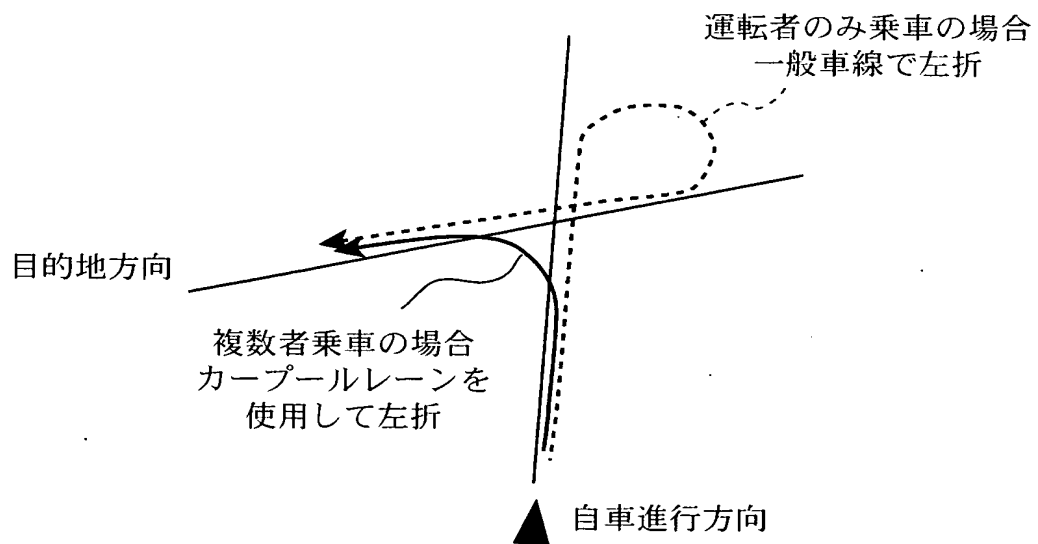 運転者のみ乗車の場合
一般車線で左折
目的地方向
複数者乗車の場合
カープールレーンを
使用して左折
自車進行方向